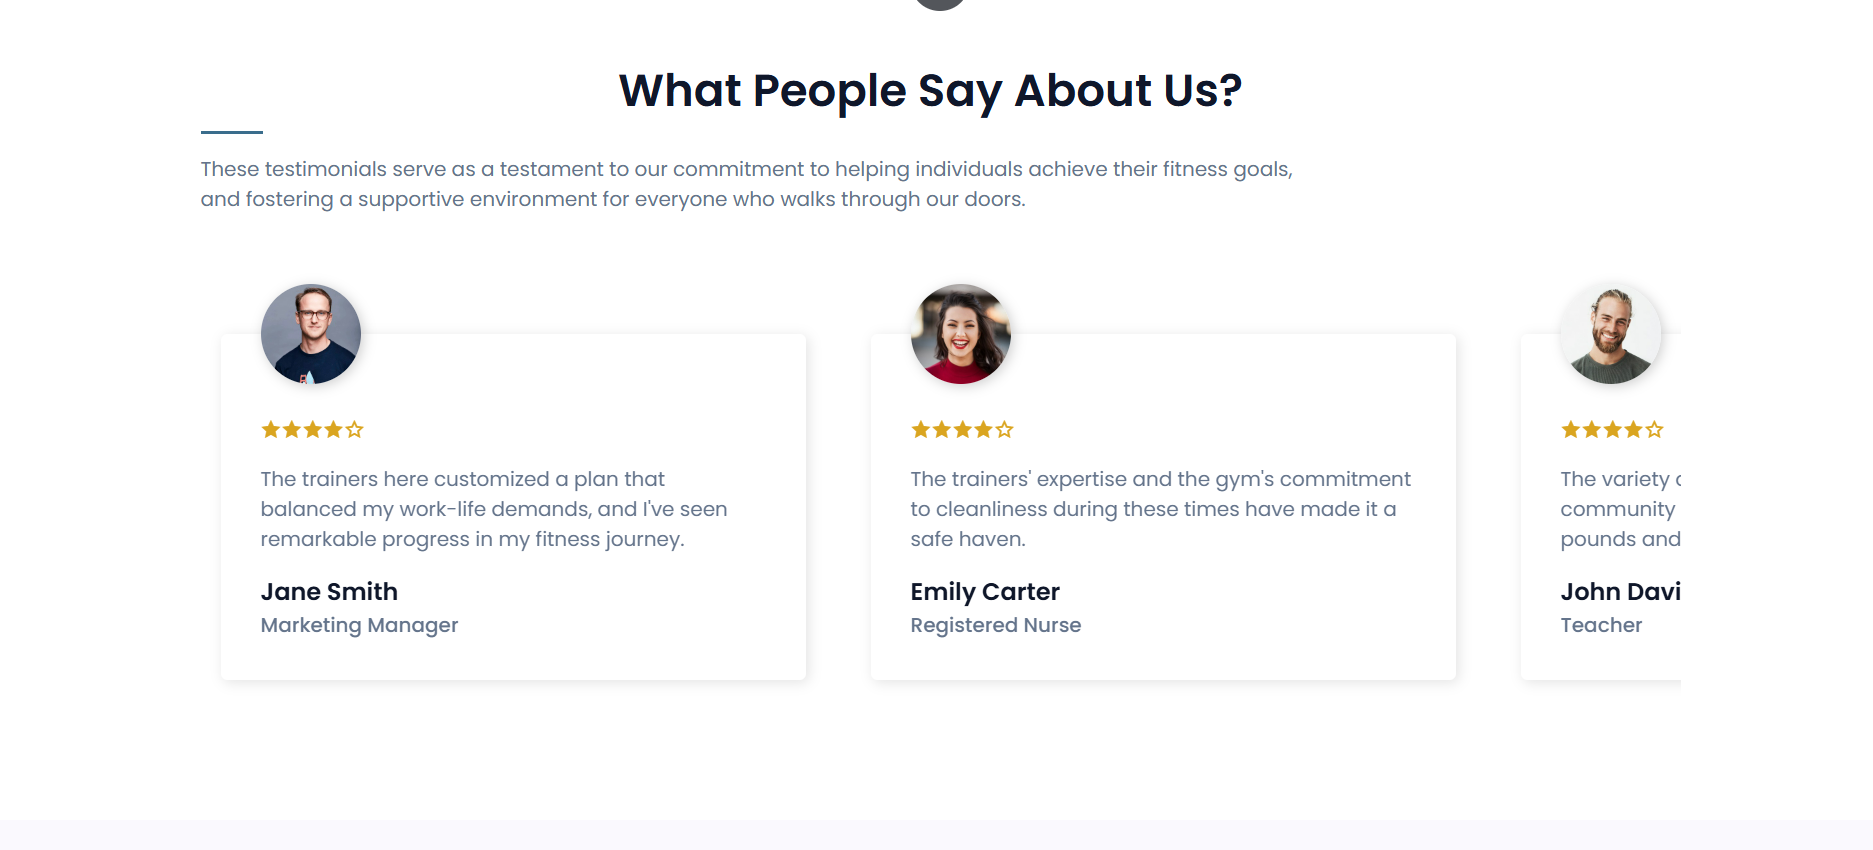 What People Say About Us?
These testimonials serve as a testament to our commitment to helping individuals achieve their fitness goals,
and fostering a supportive environment for everyone who walks through our doors.
The trainers here customized a plan that
balanced my work-life demands, and I've seen
remarkable progress in my fitness journey.
Jane Smith
Marketing Manager
The trainers' expertise and the gym's commitment
to cleanliness during these times have made it a
safe haven.
Emily Carter
Registered Nurse
The variety
community
pounds and
John Davi
Teacher